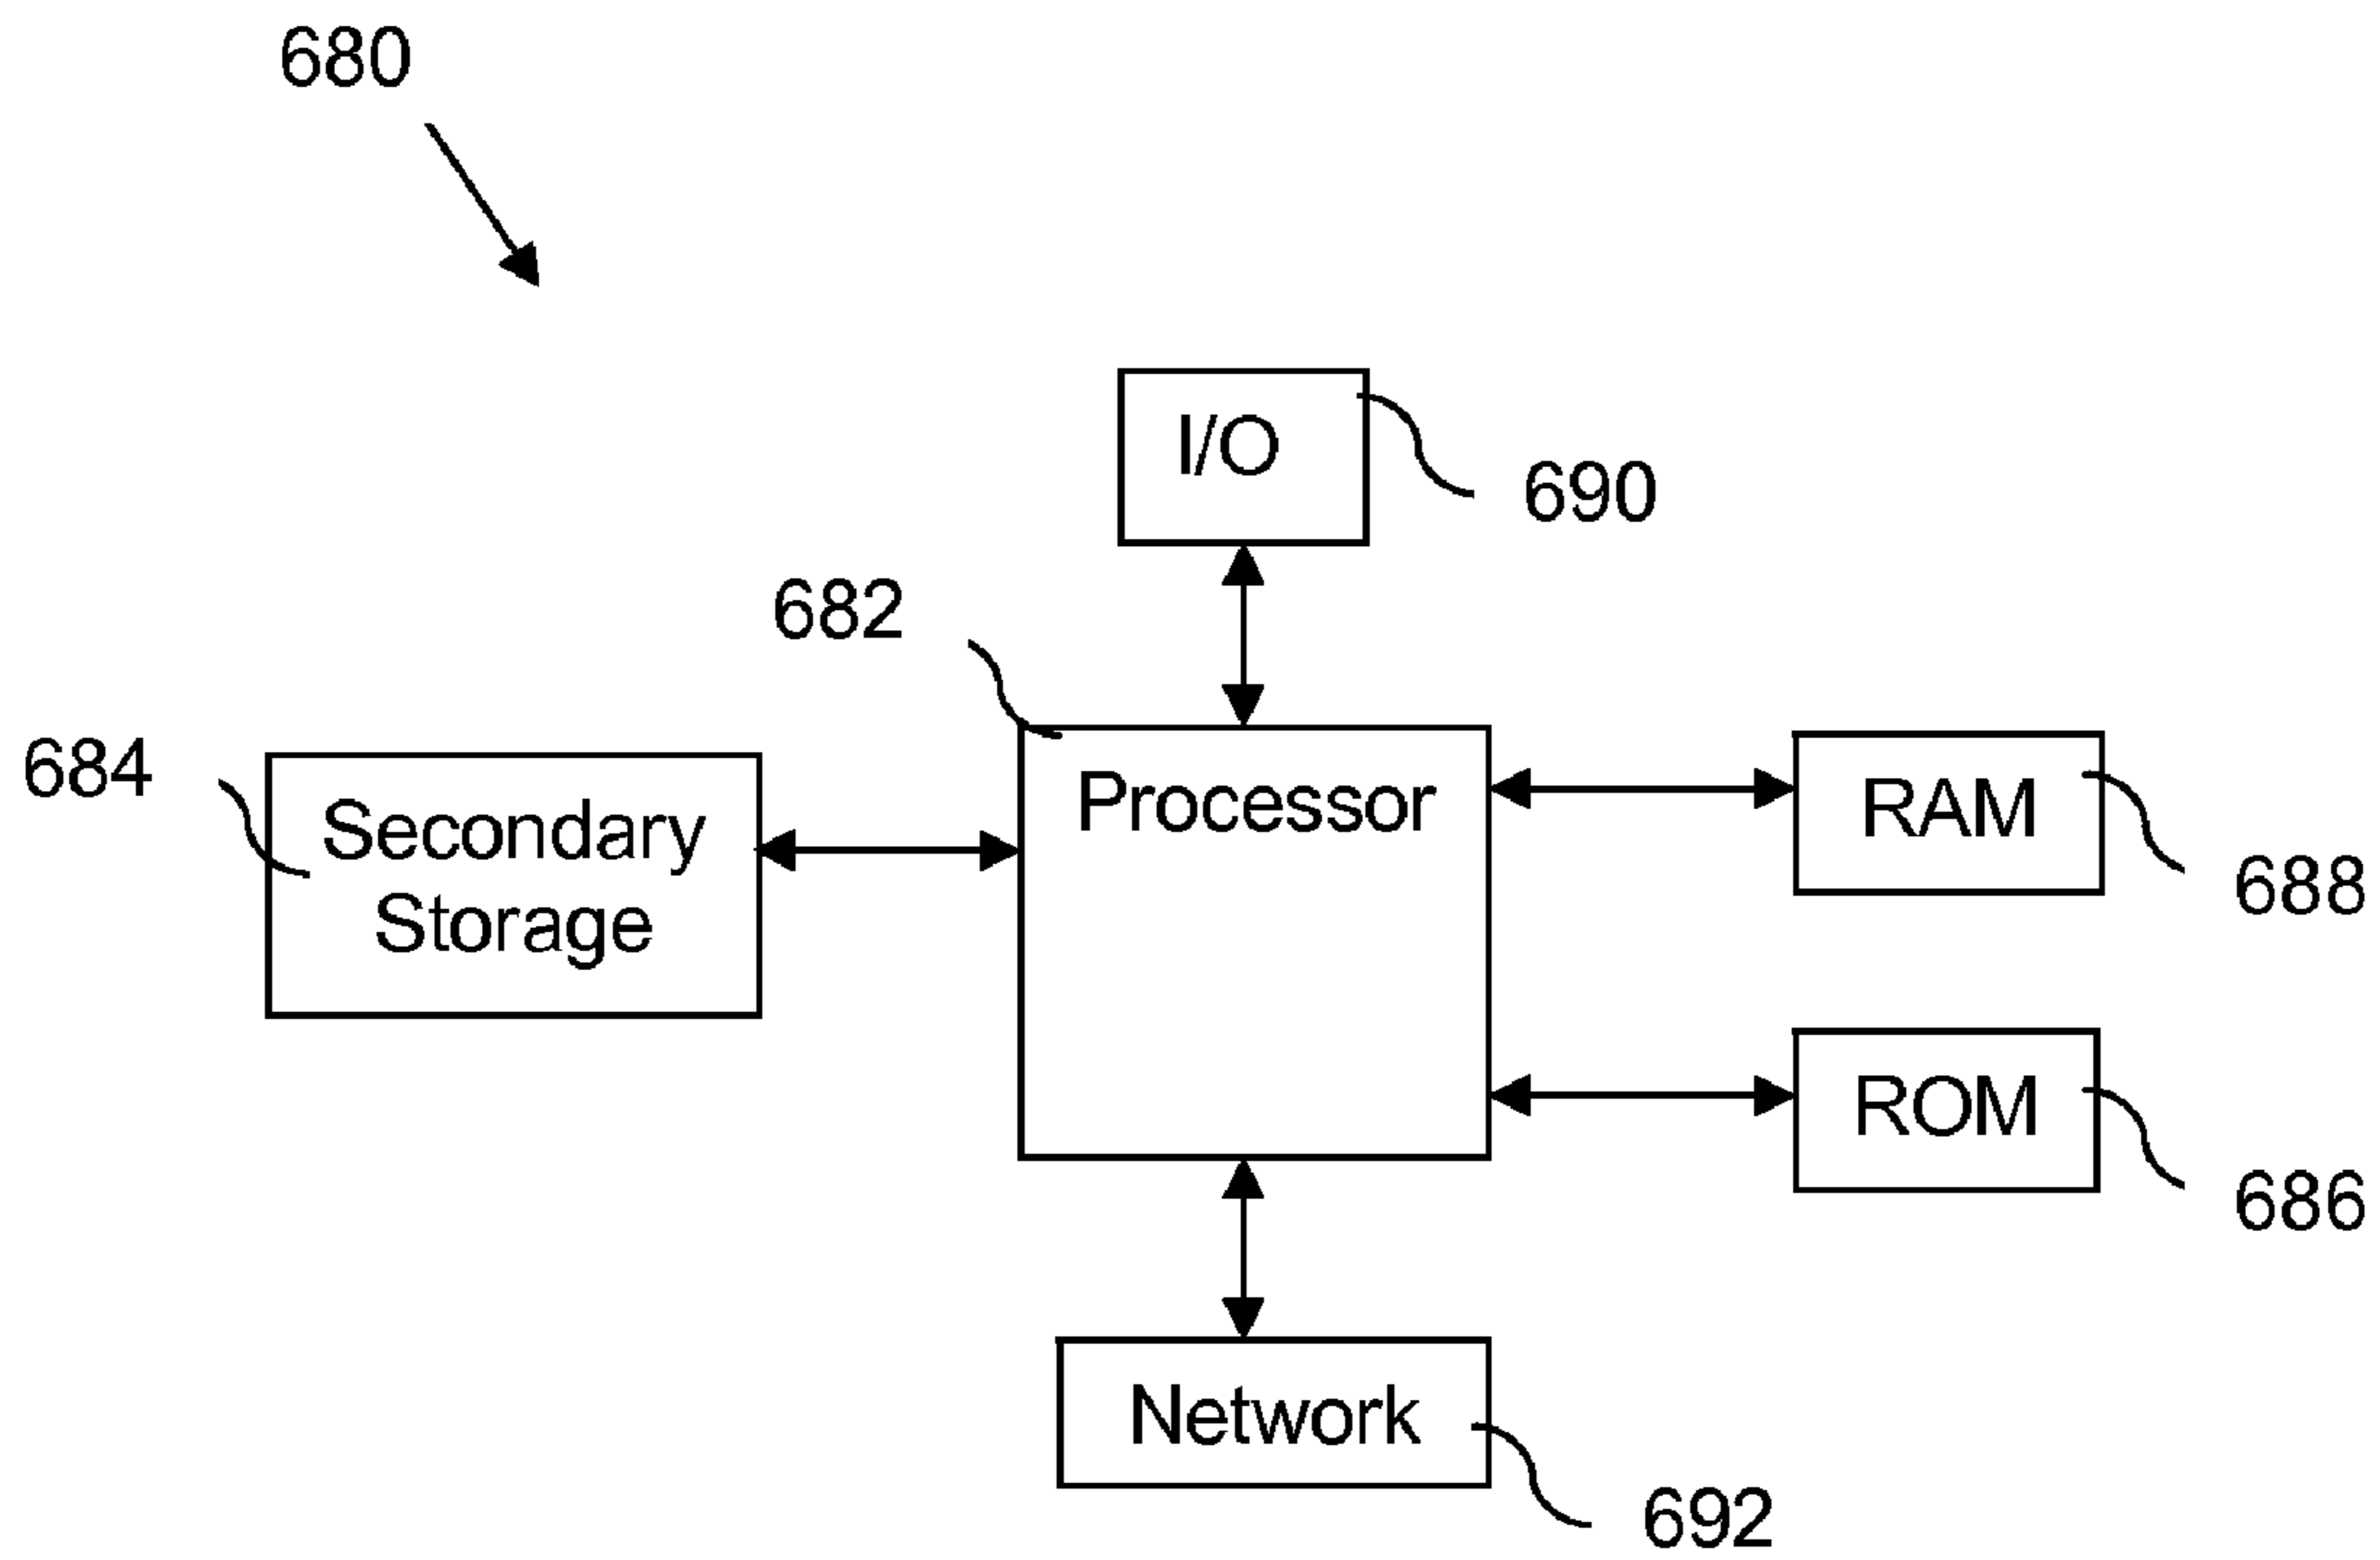 680
I/O
690
682
684
Secondary
Storage
Processor
RAM
688
ROM
686
Network
692